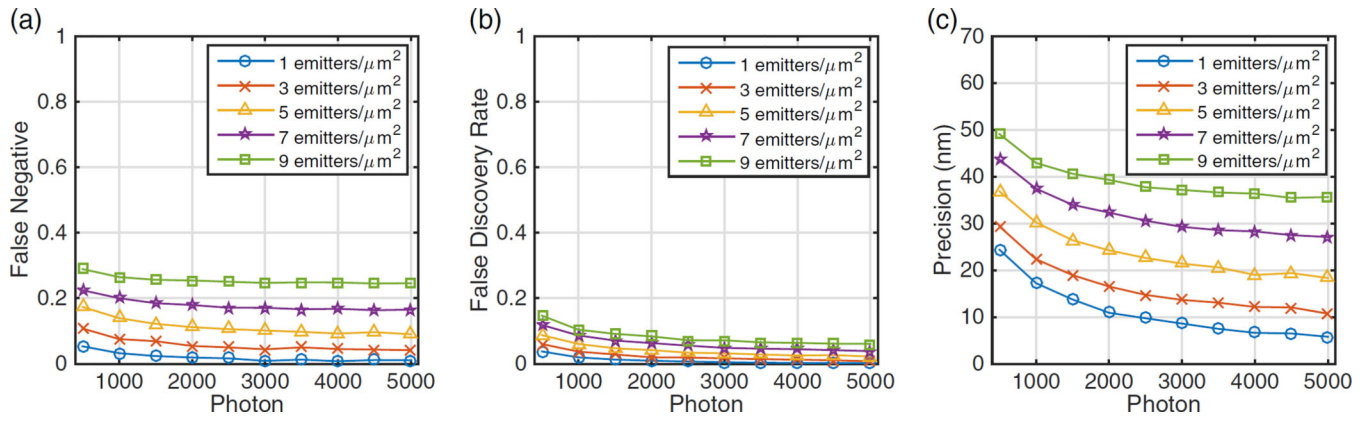 (a)
False Negative
1
0.8
0.6
0.4
0.2
0
1000 2000 3000 4000 5000
Photon
1 emitters/μm²
3 emitters/μm²
5 emitters/μm²
7 emitters/μm²
9 emitters/μm²
(b)
False Discovery Rate
1
0.8
0.6
0.4
0.2
0
1000 2000 3000 4000 5000
Photon
1 emitters/μm²
3 emitters/μm²
5 emitters/μm²
7 emitters/μm²
9 emitters/μm²
(c)
Precision (nm)
70
60
50
40
30
20
10
0
1000 2000 3000 4000 5000
Photon
1 emitters/μm²
3 emitters/μm²
5 emitters/μm²
7 emitters/μm²
9 emitters/μm²